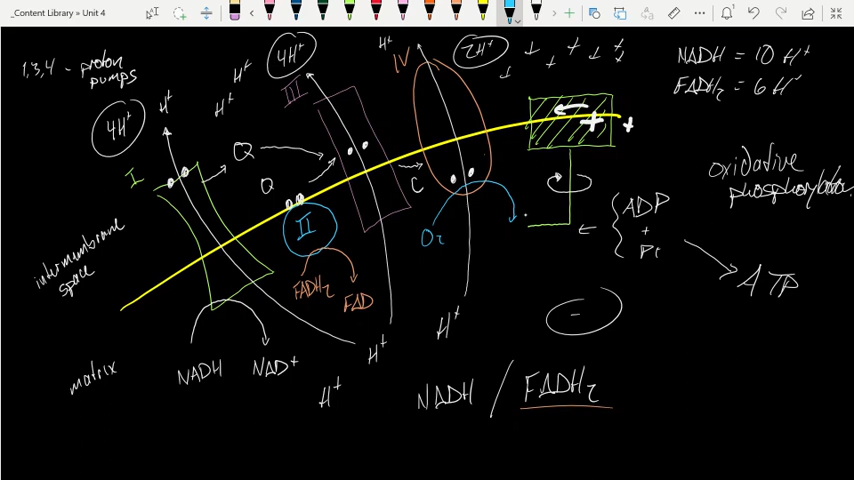 _Content Library » Unit 4
1,3,4 - proton
pumps
4H+
H+
H+
H+
4H+
III
H+
IV
2H+
NADH = 10 H+
FADH2 = 6 H+
I
Q
Q
C
II
O2
ADP
+
Pi
ATP
oxidative
phosphorylation
intermembrane
space
FADH2
FAD
matrix
NADH
NAD+
H+
H+
H+
-
NADH / FADH2